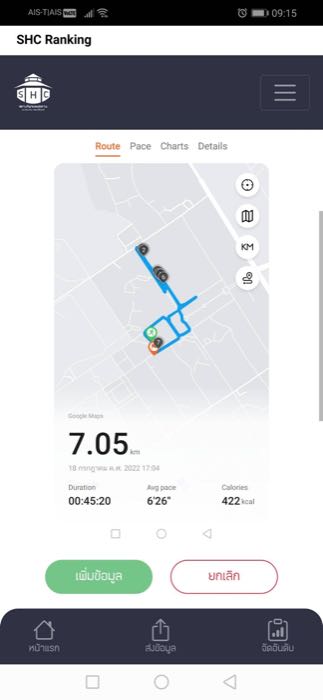 AIS-T|AIS
09:15
SHC Ranking
S H C
Route Pace Charts Details
2
KM
7
Google Maps
7.05 km
18 กรกฎาคม ค.ศ. 2022 17:04
Duration Avg pace Calories
00:45:20 6'26" 422 kcal
เพิ่มข้อมูล ยกเลิก
หน้าแรก ส่งข้อมูล จัดอันดับ